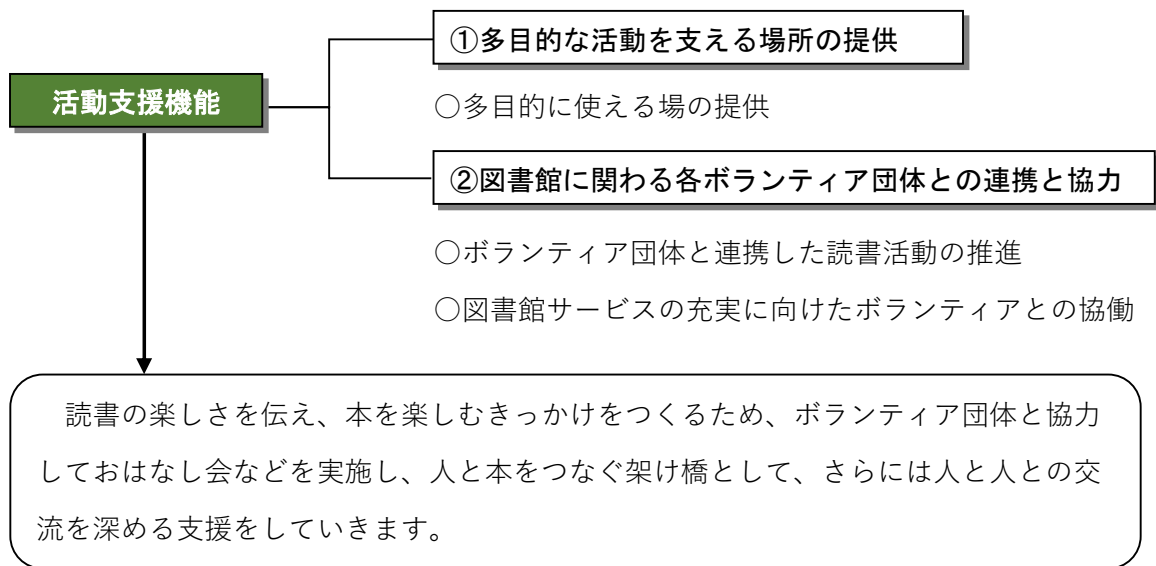 ①多目的な活動を支える場所の提供
活動支援機能
○多目的に使える場の提供
②図書館に関わる各ボランティア団体との連携と協力
○ボランティア団体と連携した読書活動の推進
○図書館サービスの充実に向けたボランティアとの協働
読書の楽しさを伝え、本を楽しむきっかけをつくるため、ボランティア団体と協力
しておはなし会などを実施し、人と本をつなぐ架け橋として、さらには人と人との交
流を深める支援をしていきます。